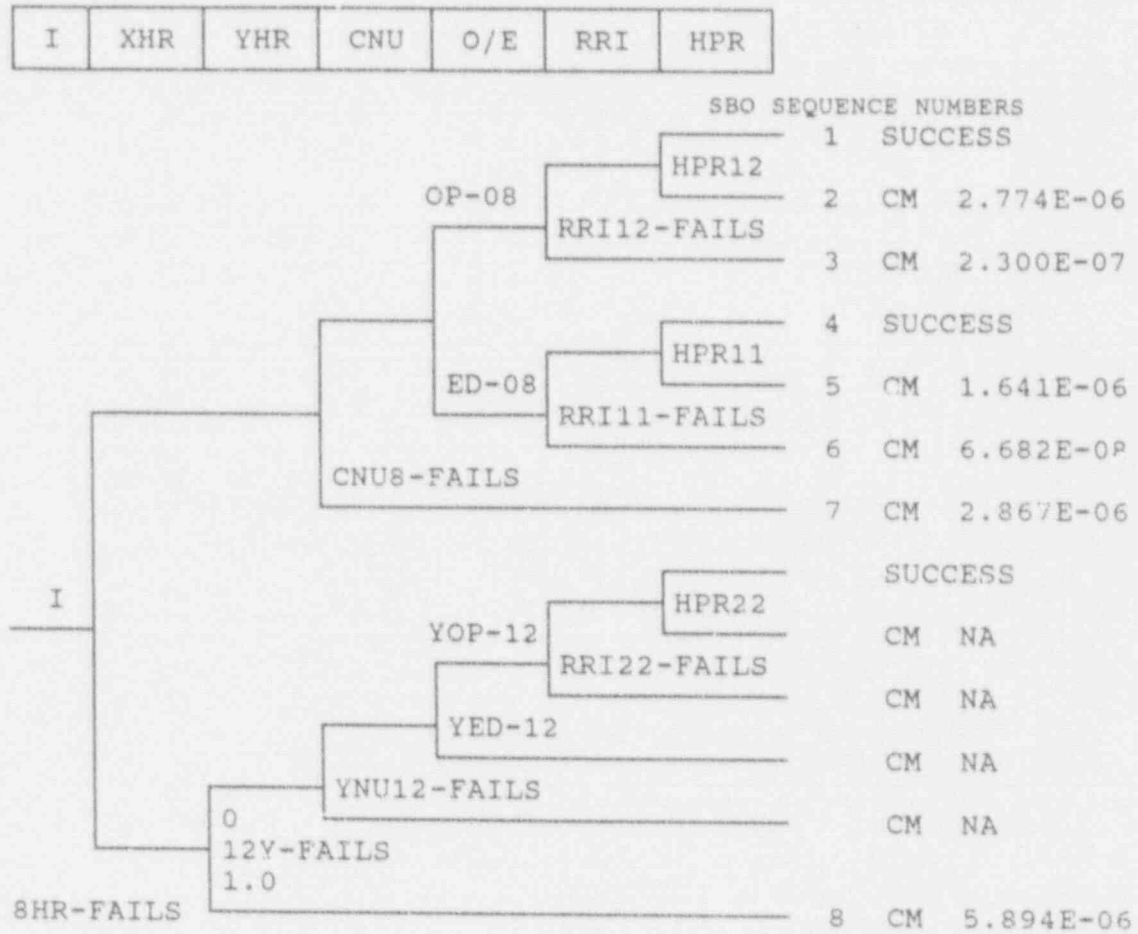 I XHR YHR CNU O/E RRI HPR
SBO SEQUENCE NUMBERS
1 SUCCESS
HPR12
OP-08 2 CM 2.774E-06
RRI12-FAILS
3 CM 2.300E-07
4 SUCCESS
HPR11
ED-08 5 CM 1.641E-06
RRI11-FAILS
6 CM 6.682E-08
CNU8-FAILS
7 CM 2.867E-06
SUCCESS
I HPR22
YOP-12 CM NA
RRI22-FAILS
CM NA
YED-12
CM NA
YNU12-FAILS
0 CM NA
12Y-FAILS
1.0
8HR-FAILS 8 CM 5.894E-06